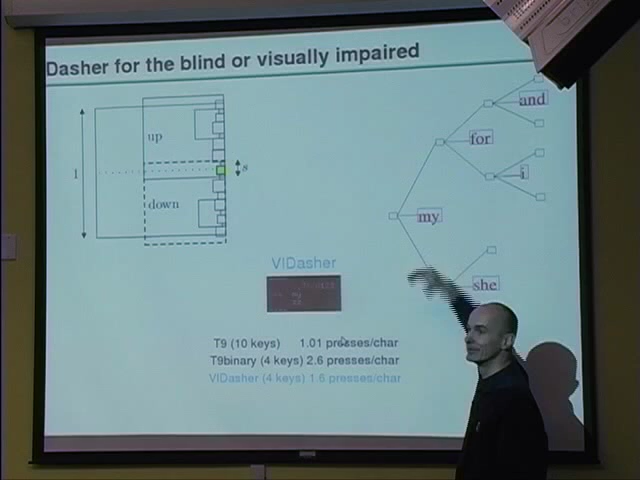 Dasher for the blind or visually impaired
and
up
for
1
s
i
down
my
VIDasher
she
my
T9 (10 keys) 1.01 presses/char
T9binary (4 keys) 2.6 presses/char
VIDasher (4 keys) 1.6 presses/char